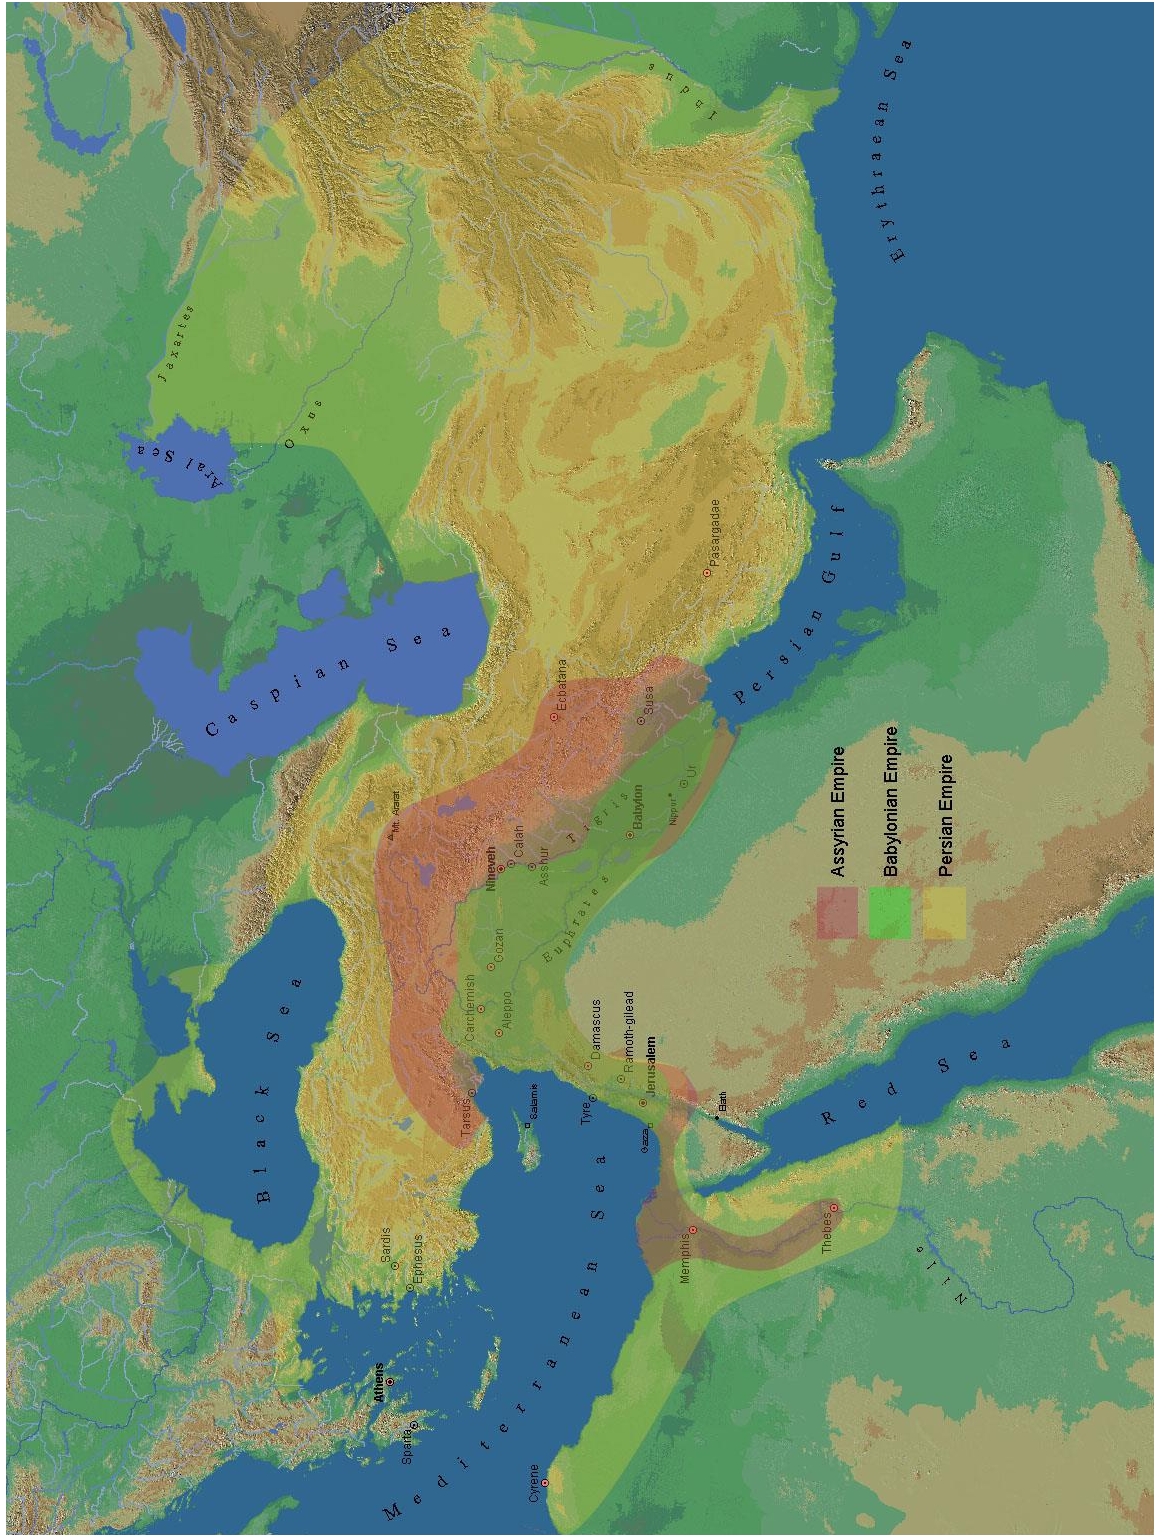 Aral Sea
Jaxartes
Caspian Sea
Black Sea
Oxus
Athens
Sardis
Mt. Ararat
Sparta
Ephesus
Mediterranean Sea
Tarsus
Carchemish
Nineveh
Gozan
Aleppo
Calah
Cyrene
Salamis
Asshur
Ecbatana
Euphrates
Tigris
Tyre
Damascus
Ramoth-gilead
Babylon
Gaza
Susa
Jerusalem
Nippur
Indus
Memphis
Ur
Pasargadae
Elath
Persian Gulf
Thebes
Assyrian Empire
Babylonian Empire
Persian Empire
Red Sea
Erythraean Sea
Nile